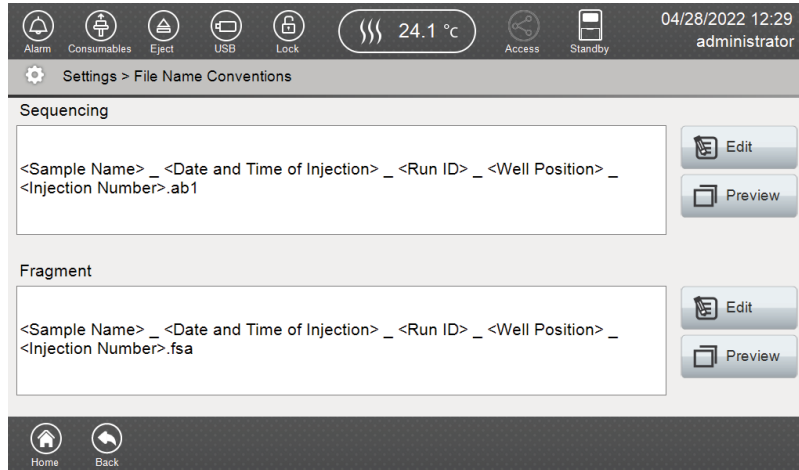 04/28/2022 12:29
24.1 °c
administrator
Alarm Consumables Eject USB Lock Access Standby
Settings > File Name Conventions
Sequencing
<Sample Name> _ <Date and Time of Injection> _ <Run ID> _ <Well Position> _
<Injection Number>.ab1
Edit
Preview
Fragment
<Sample Name> _ <Date and Time of Injection> _ <Run ID> _ <Well Position> _
<Injection Number>.fsa
Edit
Preview
Home Back